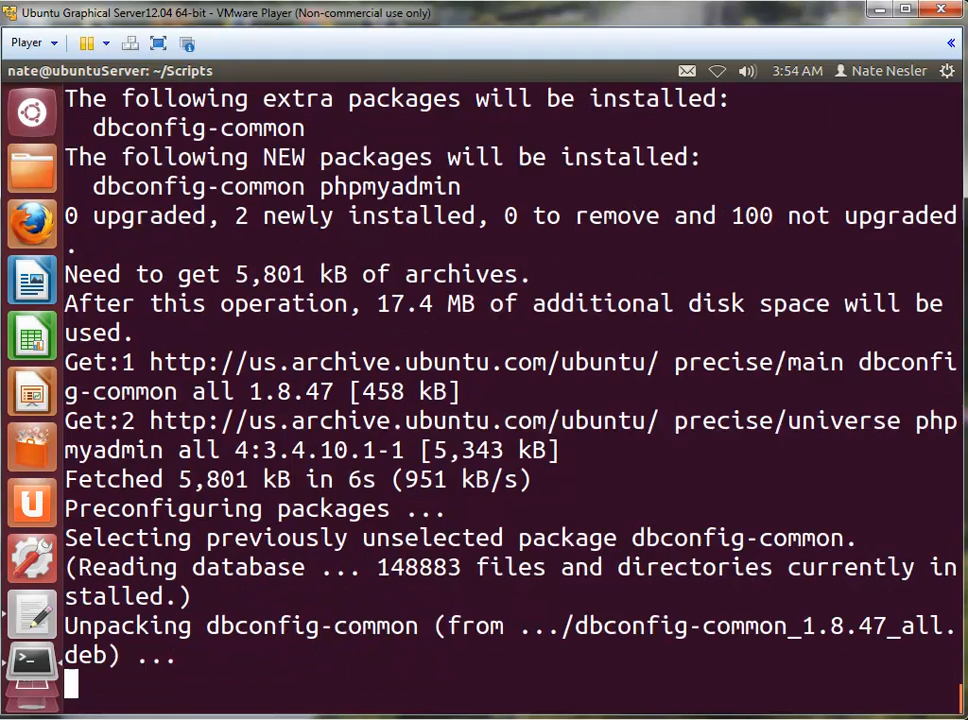 Ubuntu Graphical Server12.04 64-bit - VMware Player (Non-commercial use only)
Player
nate@ubuntuServer: ~/Scripts
3:54 AM
Nate Nesler
The following extra packages will be installed:
dbconfig-common
The following NEW packages will be installed:
dbconfig-common phpmyadmin
0 upgraded, 2 newly installed, 0 to remove and 100 not upgraded
.
Need to get 5,801 kB of archives.
After this operation, 17.4 MB of additional disk space will be
used.
Get:1 http://us.archive.ubuntu.com/ubuntu/ precise/main dbconfi
g-common all 1.8.47 [458 kB]
Get:2 http://us.archive.ubuntu.com/ubuntu/ precise/universe php
myadmin all 4:3.4.10.1-1 [5,343 kB]
Fetched 5,801 kB in 6s (951 kB/s)
Preconfiguring packages ...
Selecting previously unselected package dbconfig-common.
(Reading database ... 148883 files and directories currently in
stalled.)
Unpacking dbconfig-common (from .../dbconfig-common_1.8.47_all.
deb) ...